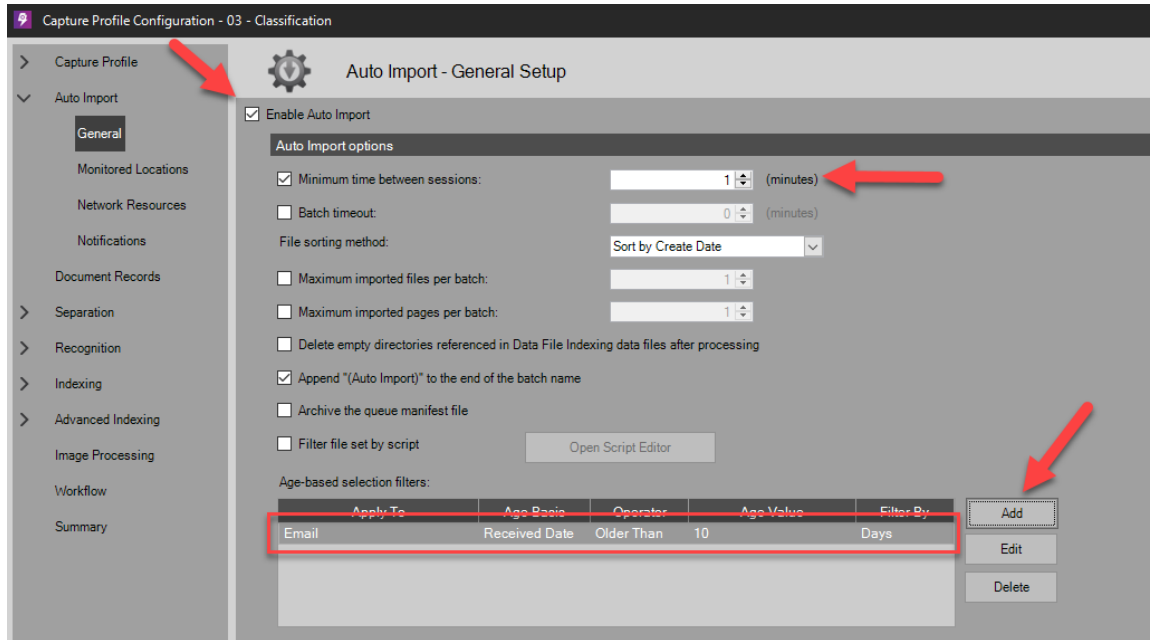 Capture Profile Configuration - 03 - Classification
Capture Profile
Auto Import
General
Monitored Locations
Network Resources
Notifications
Document Records
Separation
Recognition
Indexing
Advanced Indexing
Image Processing
Workflow
Summary
Auto Import - General Setup
Enable Auto Import
Auto Import options
Minimum time between sessions: 1 (minutes)
Batch timeout: 0 (minutes)
File sorting method: Sort by Create Date
Maximum imported files per batch: 1
Maximum imported pages per batch: 1
Delete empty directories referenced in Data File Indexing data files after processing
Append "(Auto Import)" to the end of the batch name
Archive the queue manifest file
Filter file set by script Open Script Editor
Age-based selection filters:
Apply To Age Basis Operator Age Value Filter By
Email Received Date Older Than 10 Days
Add
Edit
Delete